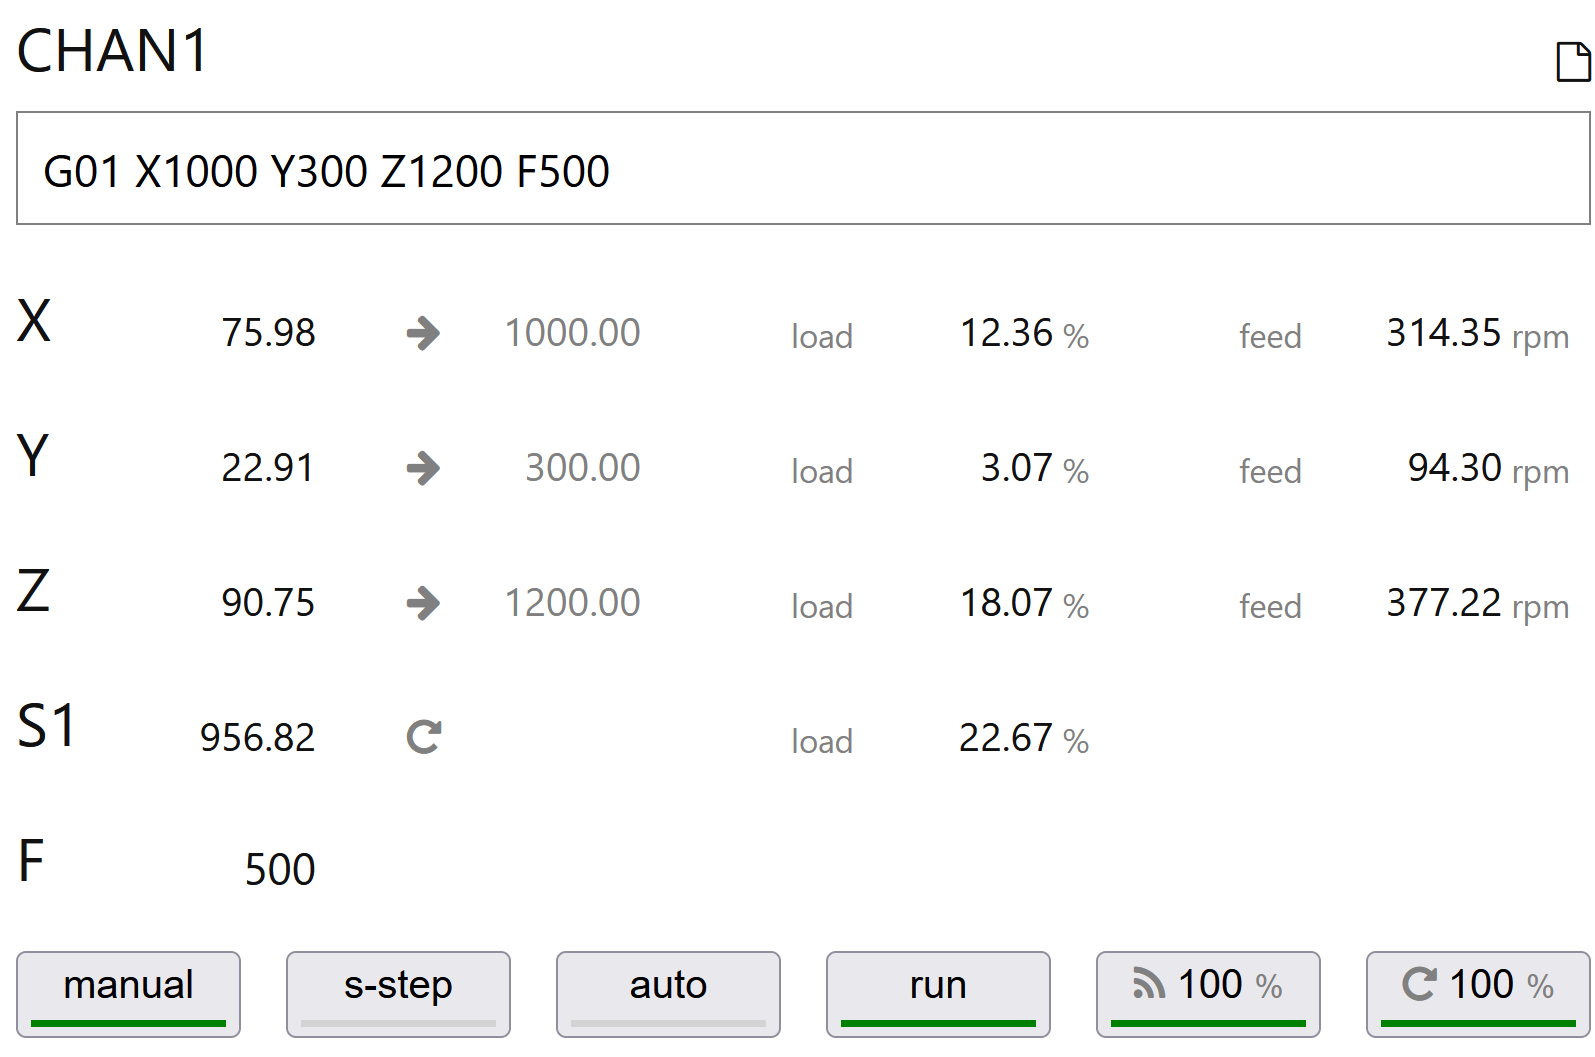 CHAN1
G01 X1000 Y300 Z1200 F500
X 75.98 1000.00 load 12.36 % feed 314.35 rpm
Y 22.91 300.00 load 3.07 % feed 94.30 rpm
Z 90.75 1200.00 load 18.07 % feed 377.22 rpm
S1 956.82 load 22.67 %
F 500
manual s-step auto run 100 % 100 %